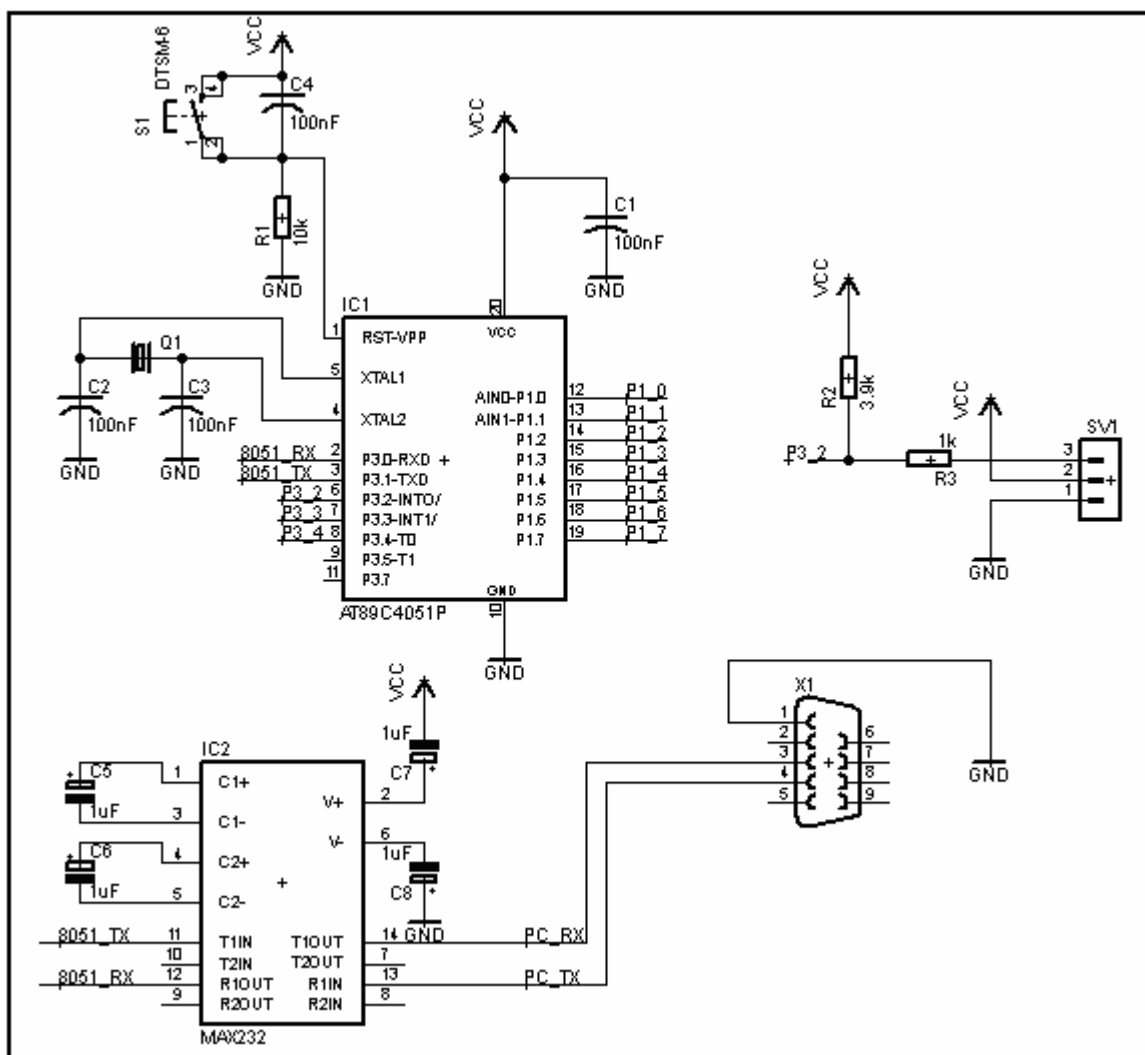 DTSM-6
VCC
3
4
S1
1
2
C4
100nF
VCC
R1
10k
GND
C1
100nF
GND
IC1
20
VCC
1 RST-VPP
5 XTAL1
4 XTAL2
2 P3.0-RXD +
3 P3.1-TXD
6 P3.2-INT0/
7 P3.3-INT1/
8 P3.4-T0
9 P3.5-T1
11 P3.7
8051_RX
8051_TX
P3_2
P3_3
P3_4
Q1
C2
100nF
GND
C3
100nF
GND
AIN0-P1.0 12 P1_0
AIN1-P1.1 13 P1_1
P1.2 14 P1_2
P1.3 15 P1_3
P1.4 16 P1_4
P1.5 17 P1_5
P1.6 18 P1_6
P1.7 19 P1_7
GND
10
AT89C4051P
GND
VCC
R2
3.9k
P3_2
1k
R3
VCC
SV1
3
2
1
GND
VCC
1uF
C7
IC2
C5
1uF
C6
1uF
1 C1+
3 C1-
4 C2+
5 C2-
V+ 2
V- 6
1uF
C8
GND
8051_TX 11 T1IN
10 T2IN
8051_RX 12 R1OUT
9 R2OUT
T1OUT 14 PC_RX
T2OUT 7
R1IN 13 PC_TX
R2IN 8
MAX232
X1
1
2
3
4
5
6
7
8
9
GND